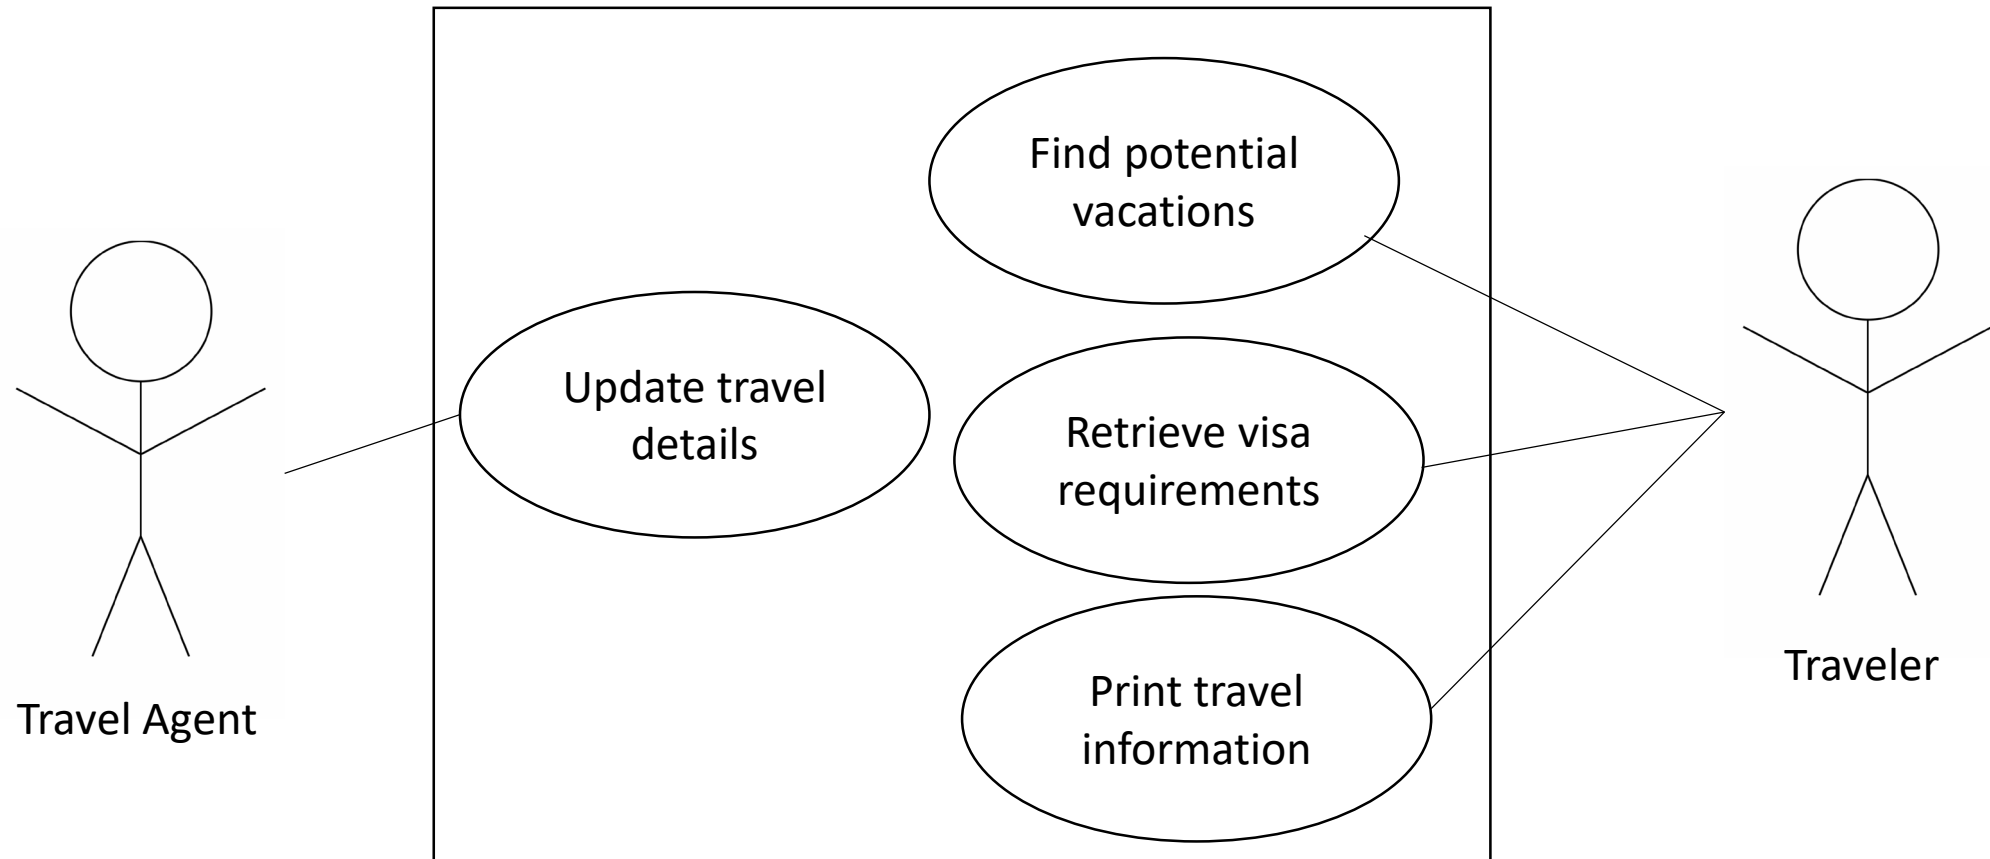 Find potential
vacations
Update travel
details
Retrieve visa
requirements
Print travel
information
Travel Agent
Traveler